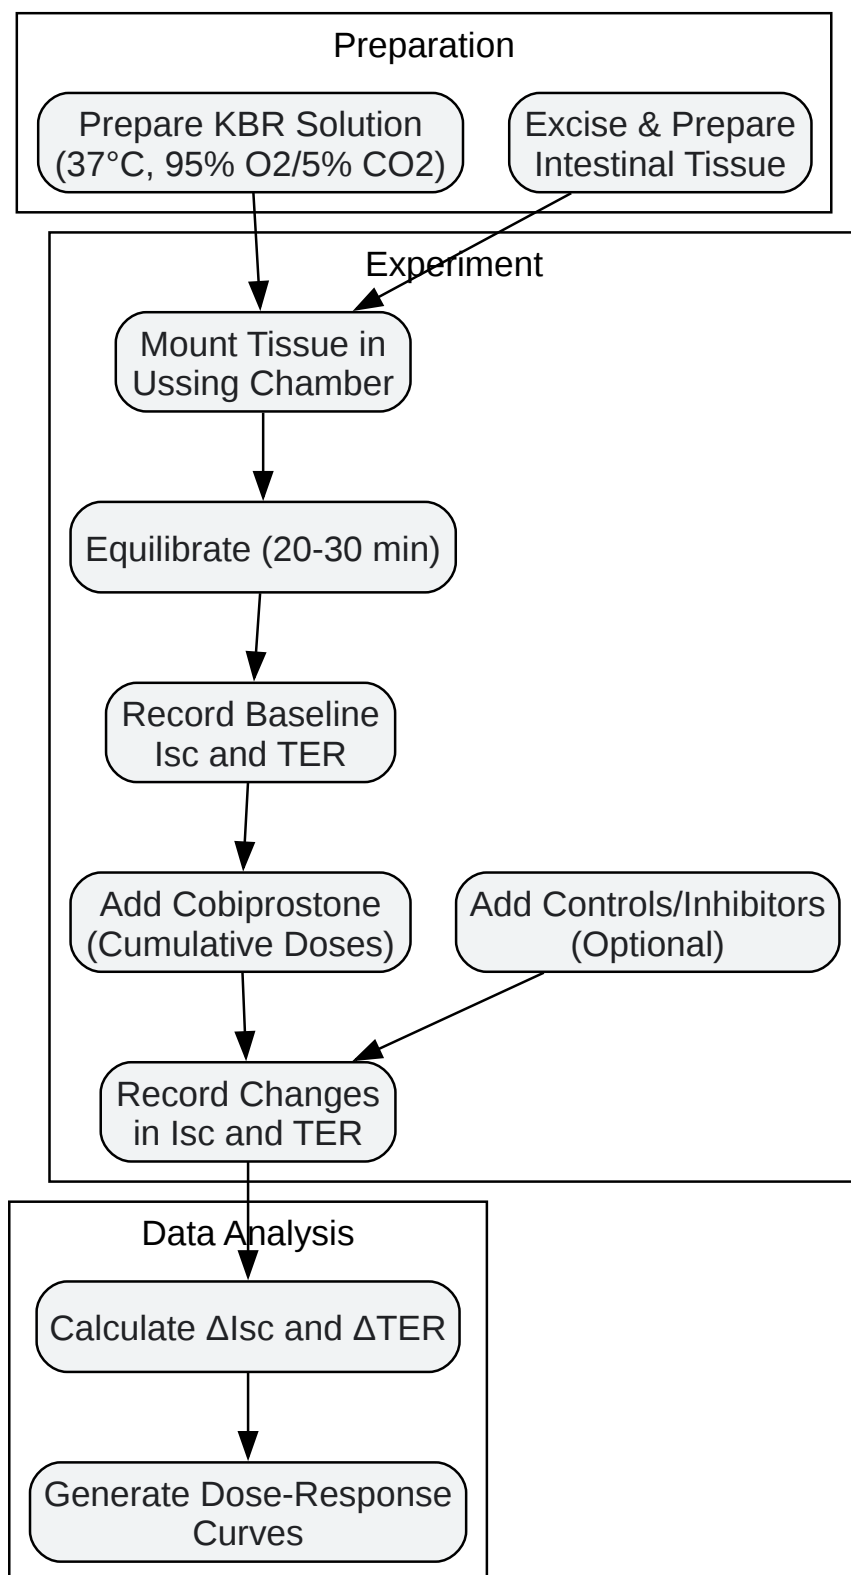 Preparation
Prepare KBR Solution
(37°C, 95% O2/5% CO2)
Excise & Prepare
Intestinal Tissue
Experiment
Mount Tissue in
Ussing Chamber
Equilibrate (20-30 min)
Record Baseline
Isc and TER
Add Cobiprostone
(Cumulative Doses)
Add Controls/Inhibitors
(Optional)
Record Changes
in Isc and TER
Data Analysis
Calculate ΔIsc and ΔTER
Generate Dose-Response
Curves